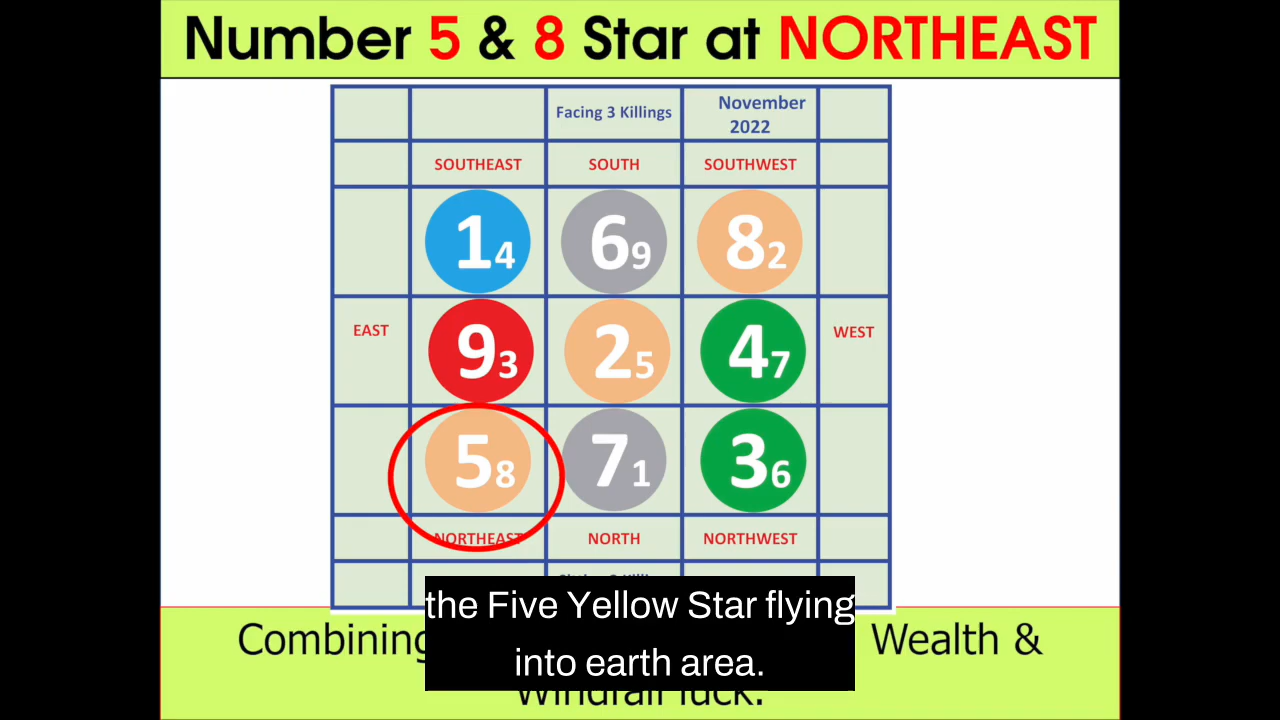 Number 5 & 8 Star at NORTHEAST
Facing 3 Killings
November
2022
SOUTHEAST SOUTH SOUTHWEST
14 69 82
EAST 93 25 47 WEST
58 71 36
NORTHEAST NORTH NORTHWEST
the Five Yellow Star flying
into earth area.
Combining Wealth &
luck.